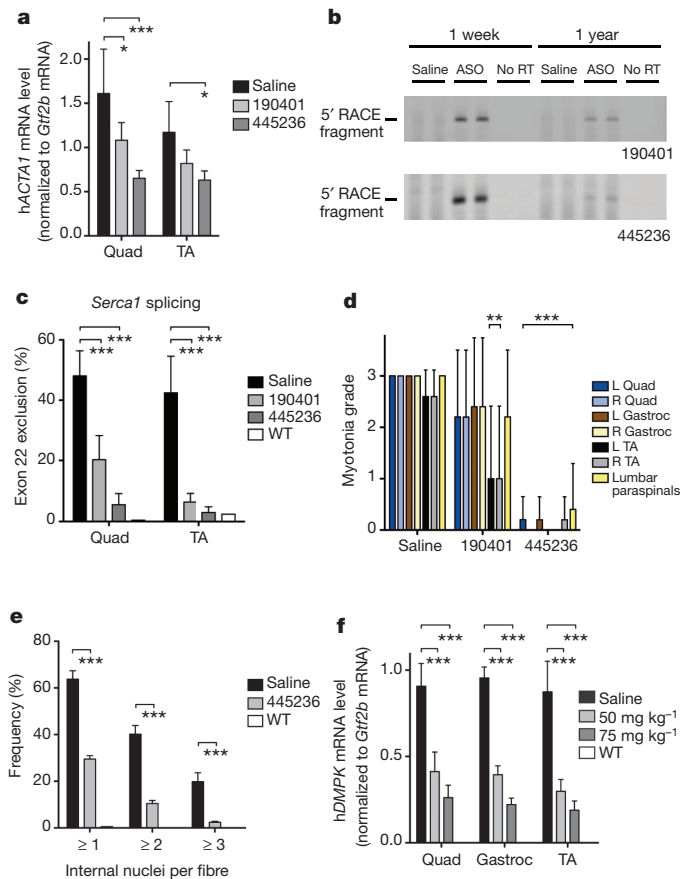 a
hACTA1 mRNA level
(normalized to Gtf2b mRNA)
2.0
1.5
1.0
0.5
0.0
***
*
*
Saline
190401
445236
Quad
TA
b
1 week
1 year
Saline
ASO
No RT
Saline
ASO
No RT
5′ RACE
fragment
190401
5′ RACE
fragment
445236
c
Serca1 splicing
Exon 22 exclusion (%)
60
40
20
0
***
***
***
***
Saline
190401
445236
WT
Quad
TA
d
Myotonia grade
3
2
1
0
**
***
L Quad
R Quad
L Gastroc
R Gastroc
L TA
R TA
Lumbar
paraspinals
Saline
190401
445236
e
Frequency (%)
80
60
40
20
0
***
***
***
Saline
445236
WT
≥ 1
≥ 2
≥ 3
Internal nuclei per fibre
f
hDMPK mRNA level
(normalized to Gtf2b mRNA)
1.0
0.5
0.0
***
***
***
***
***
***
Saline
50 mg kg⁻¹
75 mg kg⁻¹
WT
Quad
Gastroc
TA